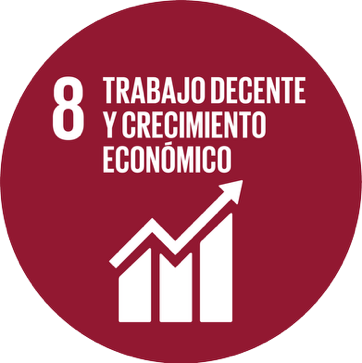 8 TRABAJO DECENTE
Y CRECIMIENTO
ECONÓMICO